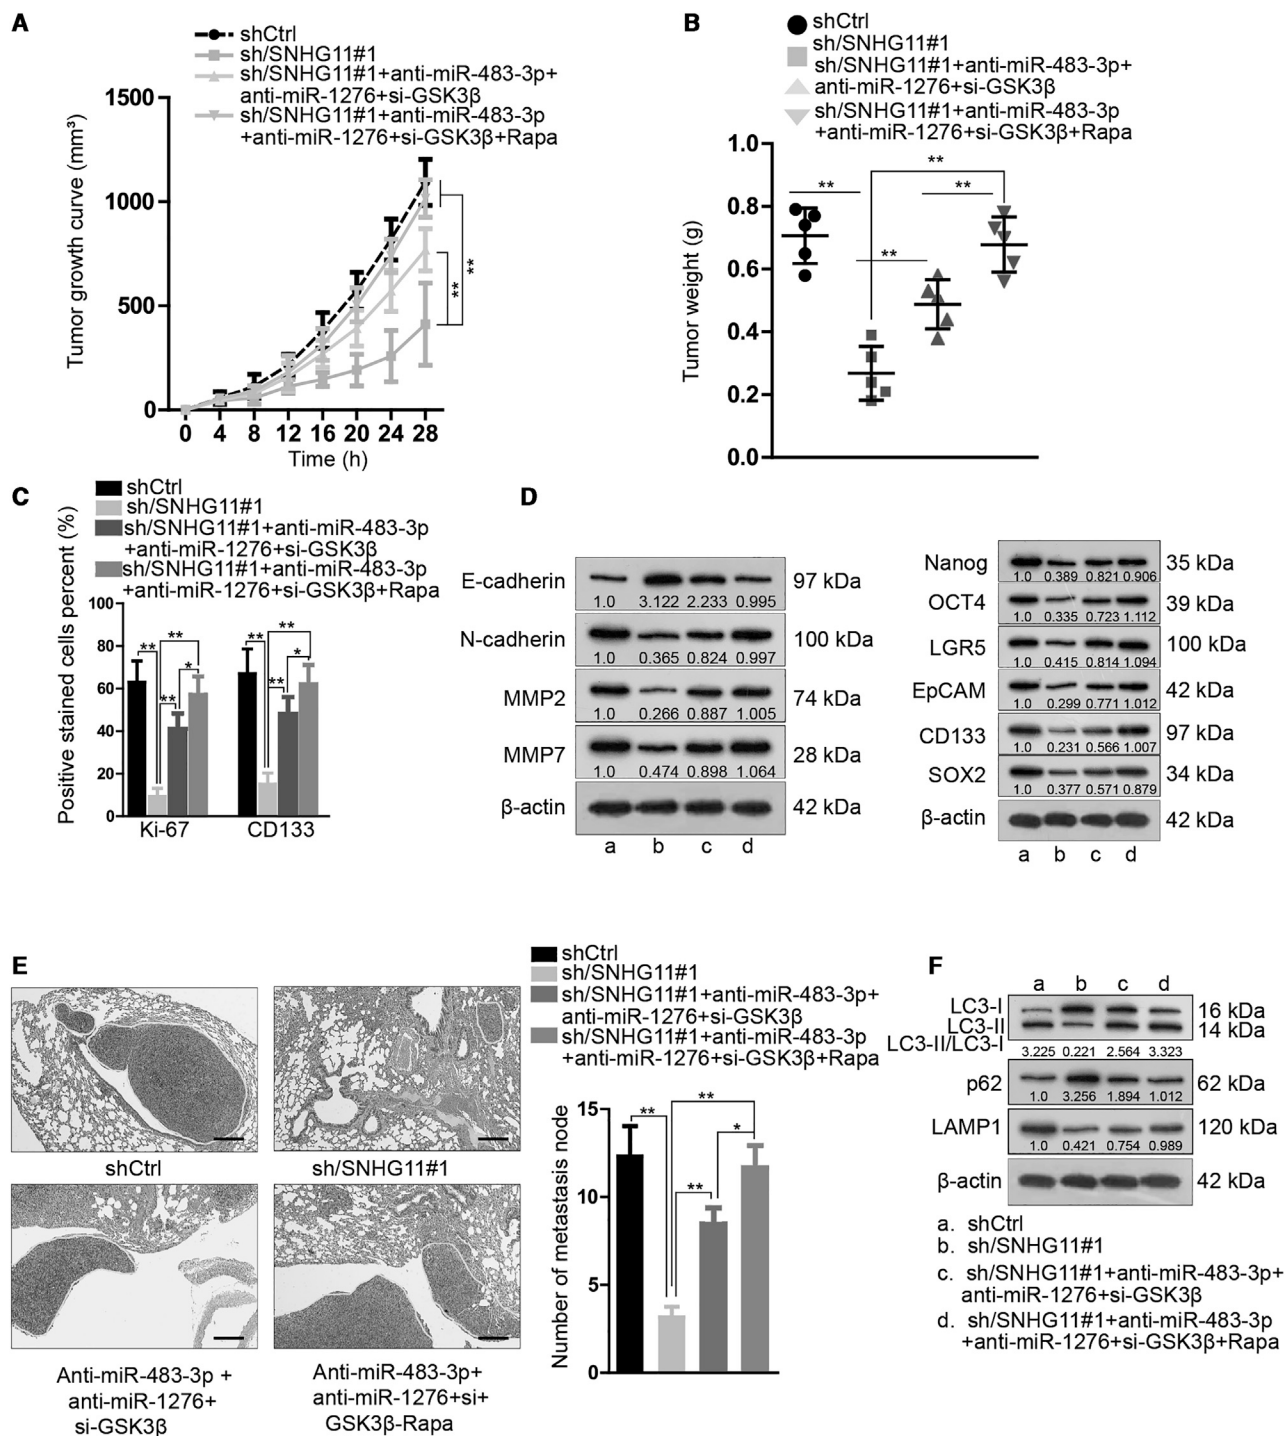 A
shCtrl
sh/SNHG11#1
sh/SNHG11#1+anti-miR-483-3p+
anti-miR-1276+si-GSK3β
sh/SNHG11#1+anti-miR-483-3p
+anti-miR-1276+si-GSK3β+Rapa
Tumor growth curve (mm³)
1500
1000
500
0
0 4 8 12 16 20 24 28
Time (h)
**
**
B
shCtrl
sh/SNHG11#1
sh/SNHG11#1+anti-miR-483-3p+
anti-miR-1276+si-GSK3β
sh/SNHG11#1+anti-miR-483-3p
+anti-miR-1276+si-GSK3β+Rapa
Tumor weight (g)
1.0
0.8
0.6
0.4
0.2
0.0
**
**
**
**
C
shCtrl
sh/SNHG11#1
sh/SNHG11#1+anti-miR-483-3p
+anti-miR-1276+si-GSK3β
sh/SNHG11#1+anti-miR-483-3p
+anti-miR-1276+si-GSK3β+Rapa
Positive stained cells percent (%)
100
80
60
40
20
0
** ** ** *
** ** ** *
Ki-67 CD133
D
E-cadherin 97 kDa
1.0 3.122 2.233 0.995
N-cadherin 100 kDa
1.0 0.365 0.824 0.997
MMP2 74 kDa
1.0 0.266 0.887 1.005
MMP7 28 kDa
1.0 0.474 0.898 1.064
β-actin 42 kDa
a b c d
Nanog 35 kDa
1.0 0.389 0.821 0.906
OCT4 39 kDa
1.0 0.335 0.723 1.112
LGR5 100 kDa
1.0 0.415 0.814 1.094
EpCAM 42 kDa
1.0 0.299 0.771 1.012
CD133 97 kDa
1.0 0.231 0.566 1.007
SOX2 34 kDa
1.0 0.377 0.571 0.879
β-actin 42 kDa
a b c d
E
shCtrl
sh/SNHG11#1
Anti-miR-483-3p +
anti-miR-1276+
si-GSK3β
Anti-miR-483-3p+
anti-miR-1276+si+
GSK3β-Rapa
shCtrl
sh/SNHG11#1
sh/SNHG11#1+anti-miR-483-3p+
anti-miR-1276+si-GSK3β
sh/SNHG11#1+anti-miR-483-3p
+anti-miR-1276+si-GSK3β+Rapa
Number of metastasis node
15
10
5
0
**
**
*
**
F
a b c d
LC3-I 16 kDa
LC3-II 14 kDa
LC3-II/LC3-I 3.225 0.221 2.564 3.323
p62 62 kDa
1.0 3.256 1.894 1.012
LAMP1 120 kDa
1.0 0.421 0.754 0.989
β-actin 42 kDa
a. shCtrl
b. sh/SNHG11#1
c. sh/SNHG11#1+anti-miR-483-3p+
anti-miR-1276+si-GSK3β
d. sh/SNHG11#1+anti-miR-483-3p
+anti-miR-1276+si-GSK3β+Rapa